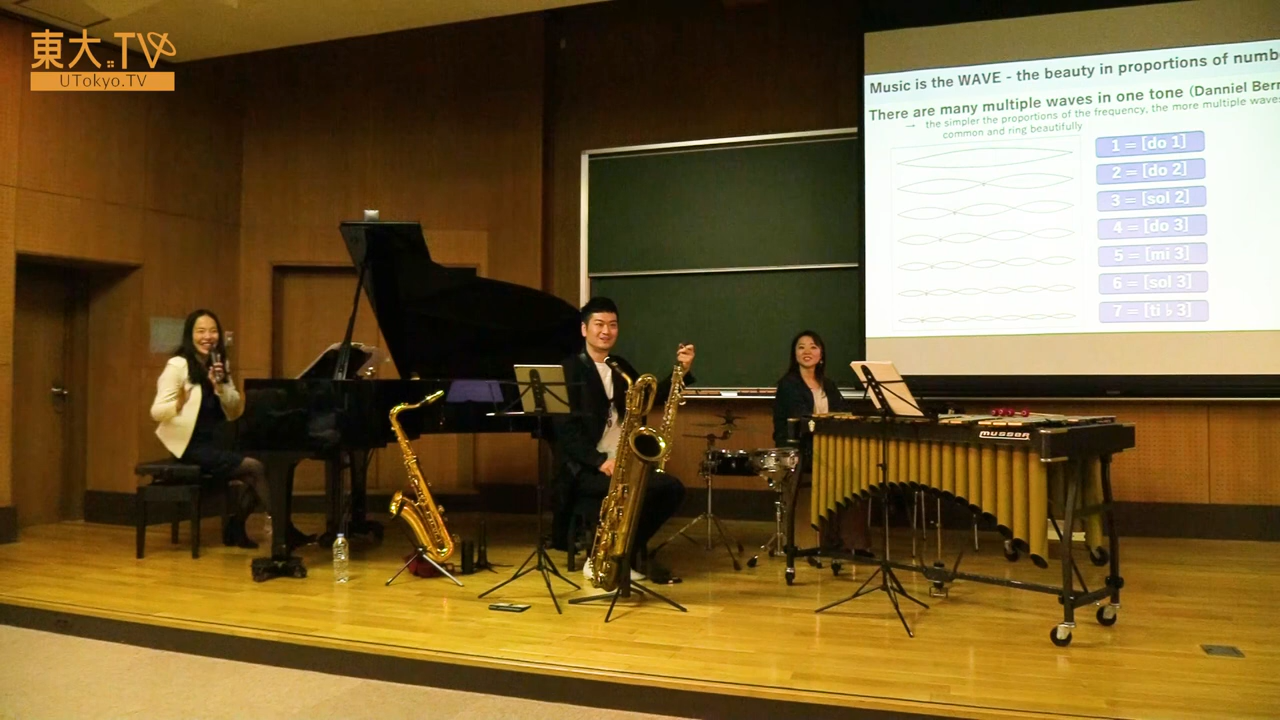 東大TV
UTokyo.TV
Music is the WAVE - the beauty in proportions of numb
There are many multiple waves in one tone (Danniel Bern
→ the simpler the proportions of the frequency, the more multiple waves
common and ring beautifully
1 = [do 1]
2 = [do 2]
3 = [sol 2]
4 = [do 3]
5 = [mi 3]
6 = [sol 3]
7 = [ti ♭ 3]
musser